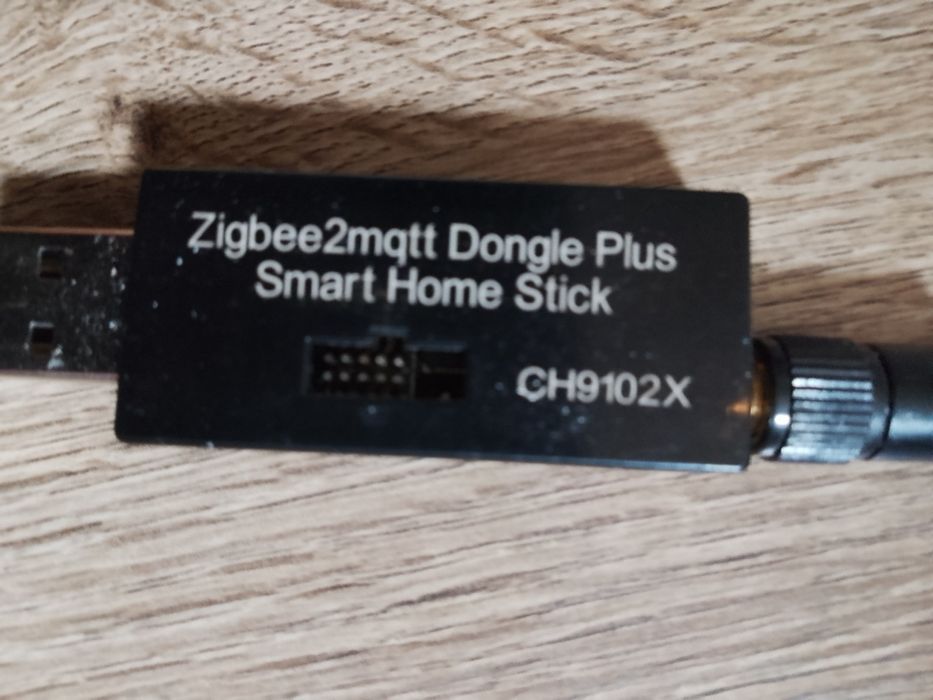 Zigbee2mqtt Dongle Plus
Smart Home Stick
CH9102X